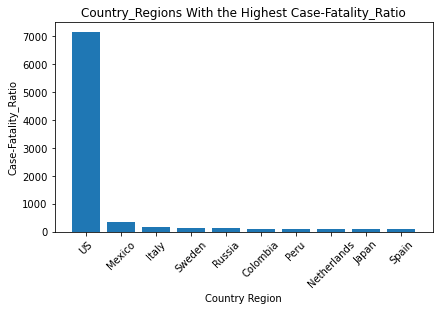 Country_Regions With the Highest Case-Fatality_Ratio
7000
6000
5000
4000
3000
2000
1000
0
Case-Fatality_Ratio
US
Mexico
Italy
Sweden
Russia
Colombia
Peru
Netherlands
Japan
Spain
Country Region